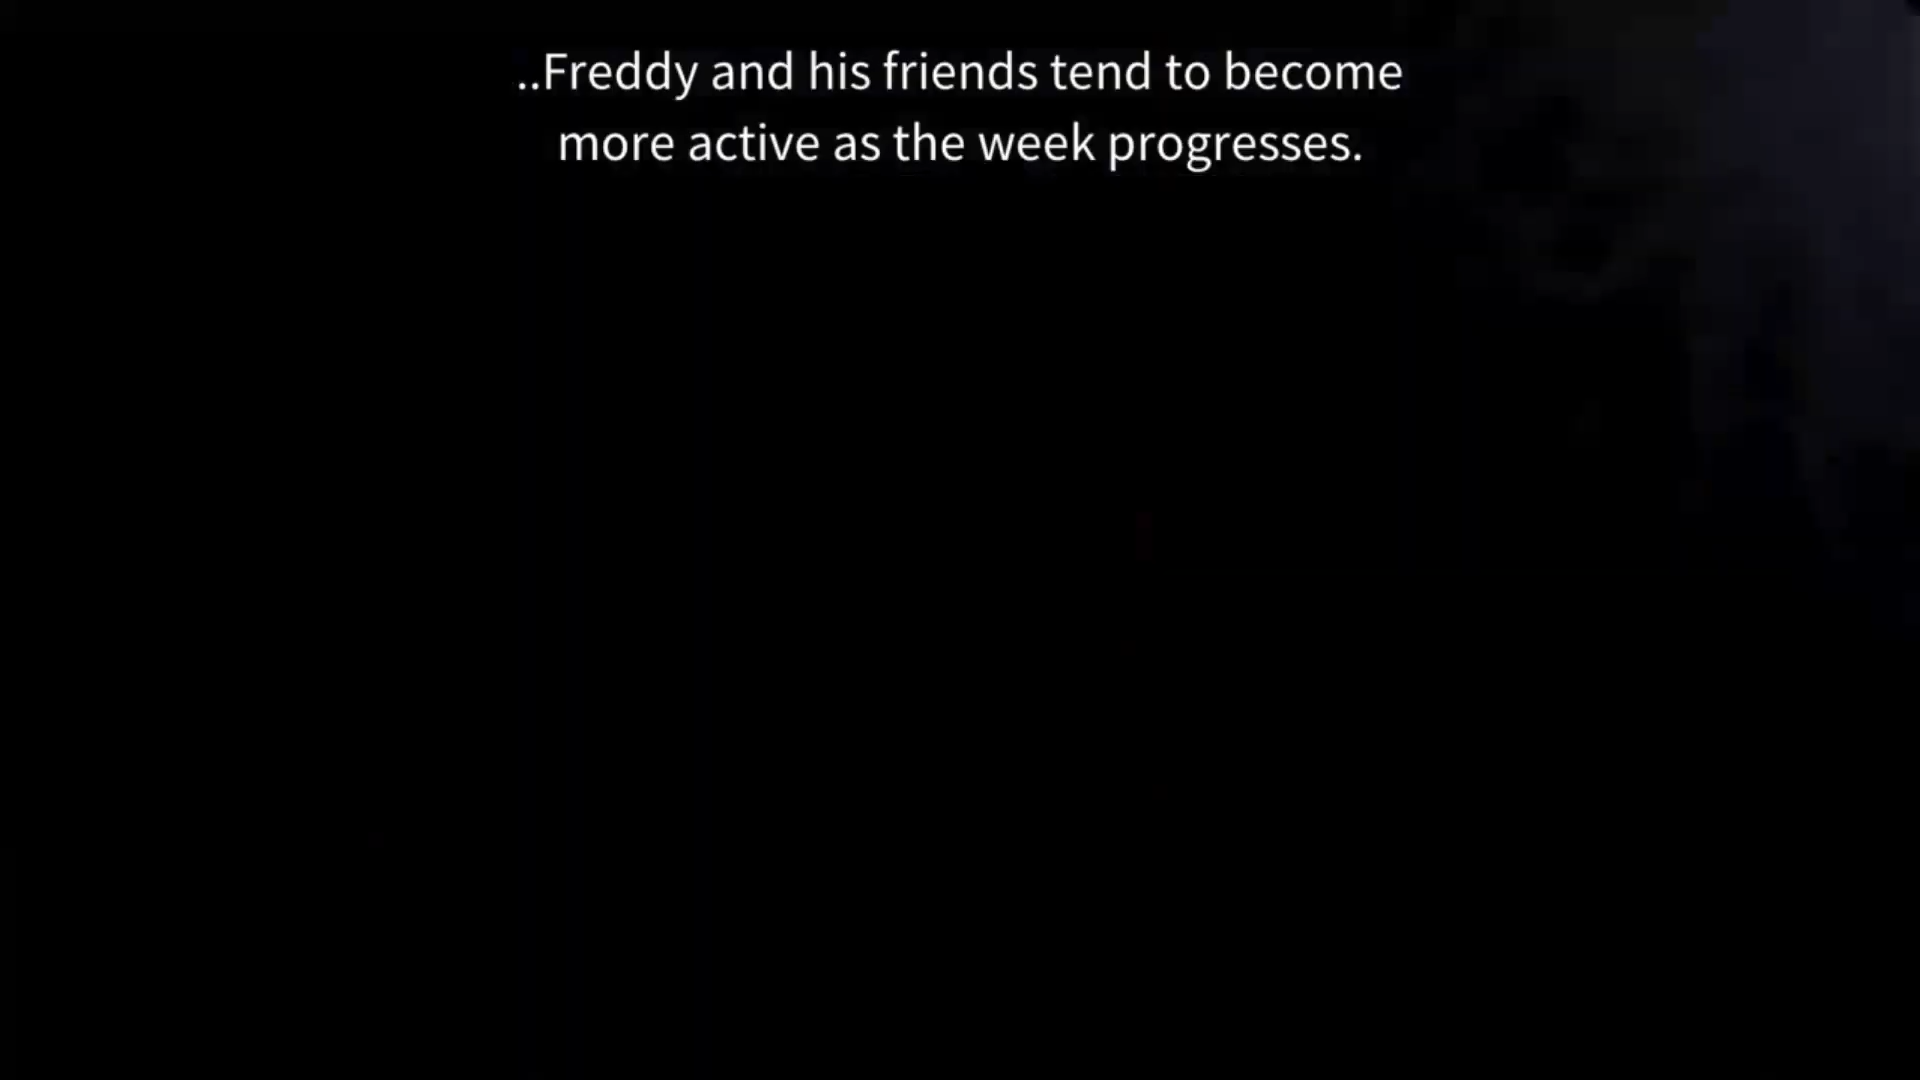 ..Freddy and his friends tend to become
more active as the week progresses.